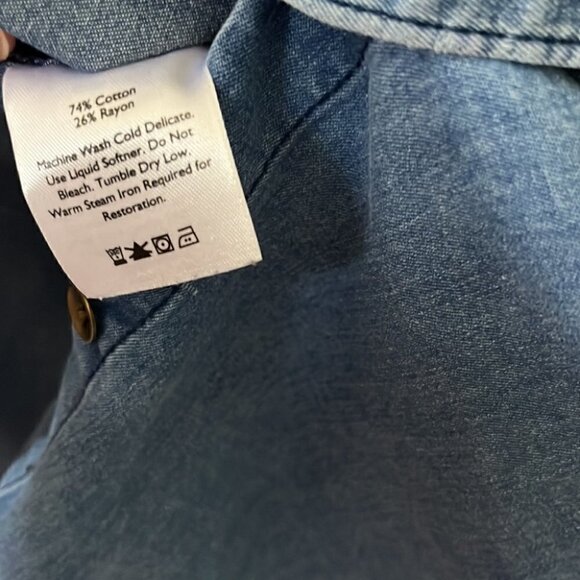 74% Cotton
26% Rayon
Machine Wash Cold Delicate.
Use Liquid Softner. Do Not
Bleach. Tumble Dry Low.
Warm Steam Iron Required for
Restoration.